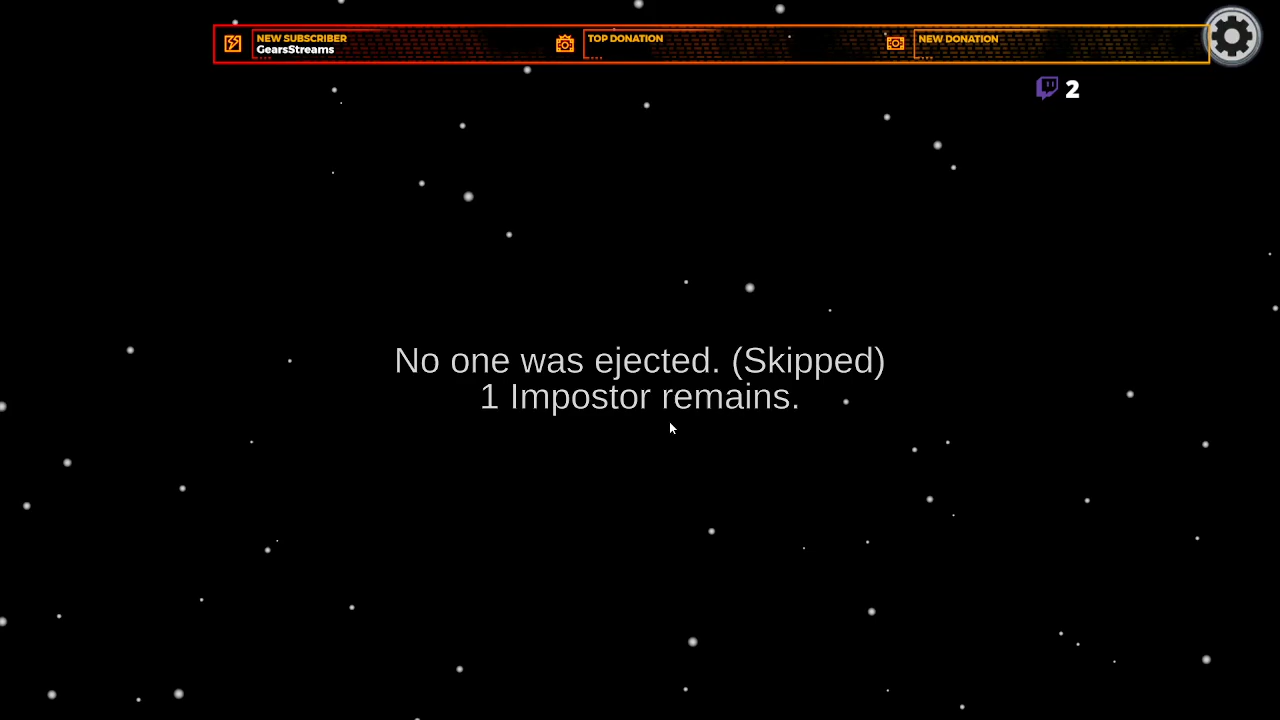 NEW SUBSCRIBER
GearsStreams
TOP DONATION
NEW DONATION
2
No one was ejected. (Skipped)
1 Impostor remains.